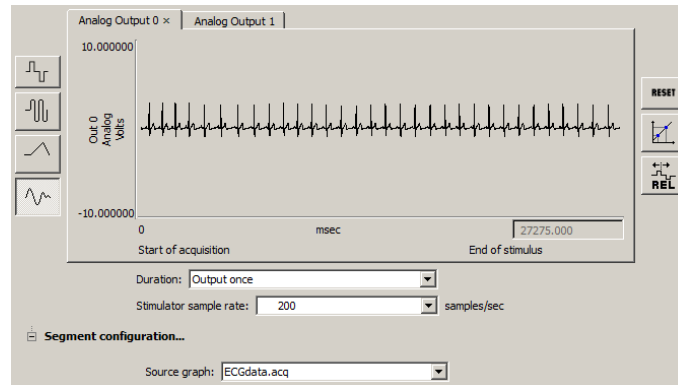 Analog Output 0 × Analog Output 1
10.000000
Out 0
Analog
Volts
-10.000000
0 msec 27275.000
Start of acquisition End of stimulus
RESET
REL
Duration: Output once
Stimulator sample rate: 200 samples/sec
Segment configuration...
Source graph: ECGdata.acq